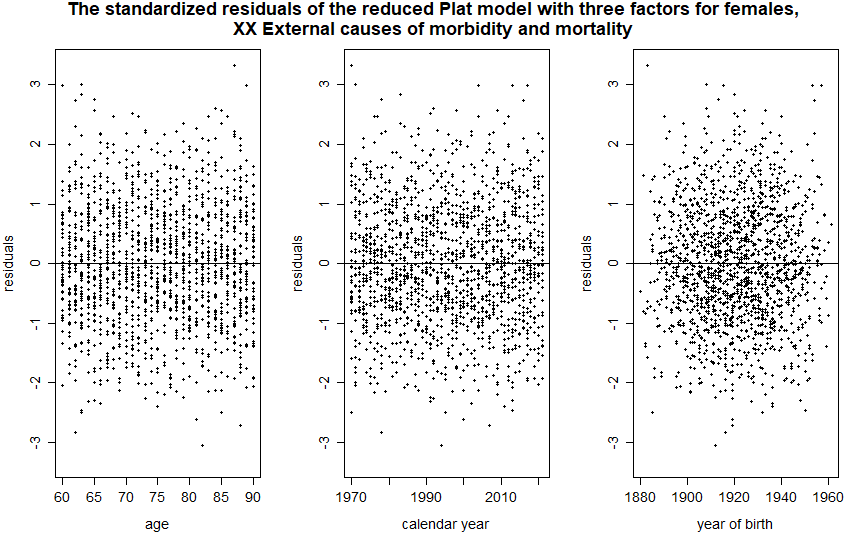 The standardized residuals of the reduced Plat model with three factors for females,
XX External causes of morbidity and mortality
residuals
3
2
1
0
-1
-2
-3
60 65 70 75 80 85 90
age
residuals
3
2
1
0
-1
-2
-3
1970 1990 2010
calendar year
residuals
3
2
1
0
-1
-2
-3
1880 1900 1920 1940 1960
year of birth